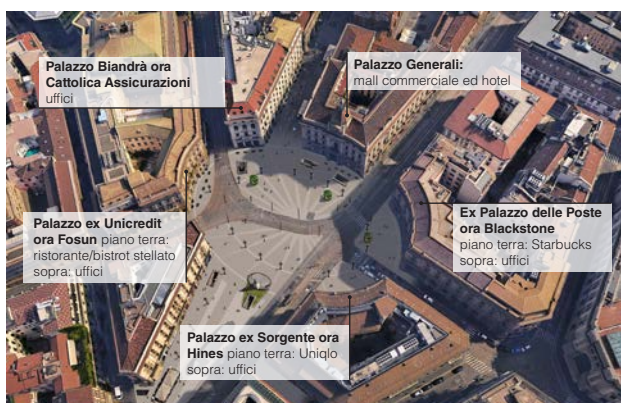 Palazzo Biandrà ora
Cattolica Assicurazioni
uffici
Palazzo Generali:
mall commerciale ed hotel
Palazzo ex Unicredit
ora Fosun piano terra:
ristorante/bistrot stellato
sopra: uffici
Ex Palazzo delle Poste
ora Blackstone
piano terra: Starbucks
sopra: uffici
Palazzo ex Sorgente ora
Hines piano terra: Uniqlo
sopra: uffici